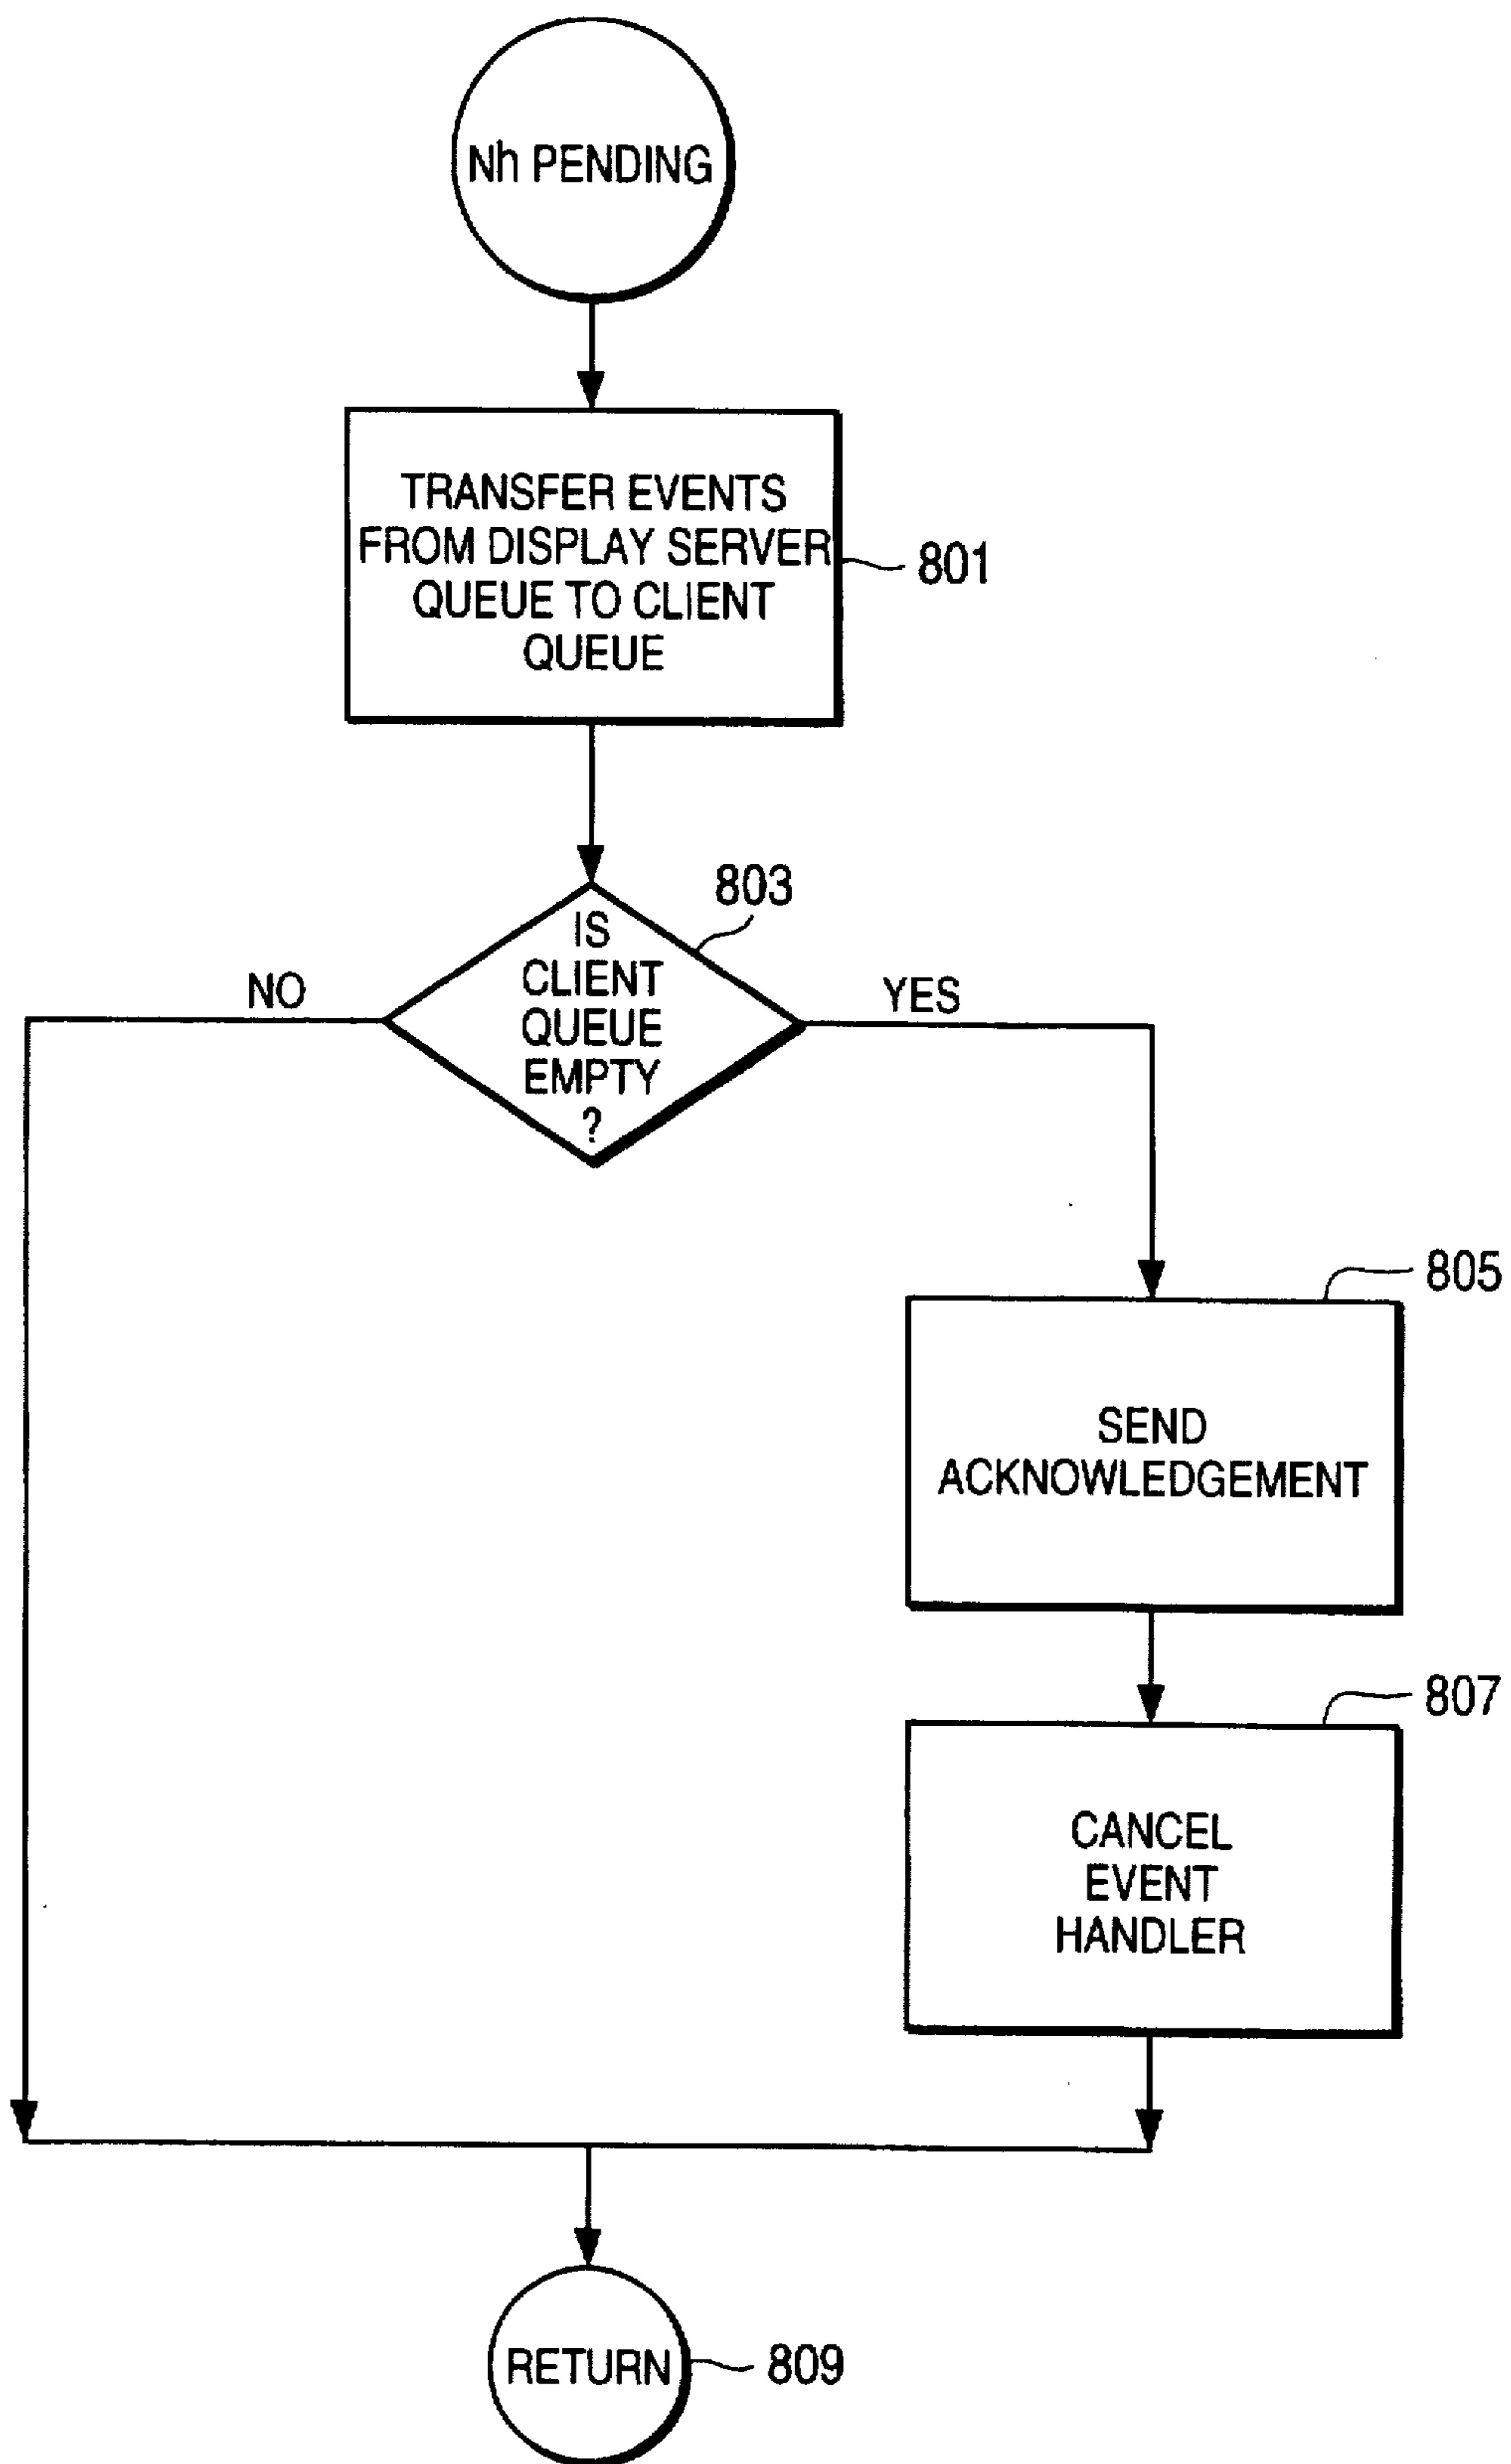 Nh PENDING
TRANSFER EVENTS
FROM DISPLAY SERVER
QUEUE TO CLIENT
QUEUE
801
803
IS
CLIENT
QUEUE
EMPTY
?
NO
YES
805
SEND
ACKNOWLEDGEMENT
807
CANCEL
EVENT
HANDLER
RETURN
809